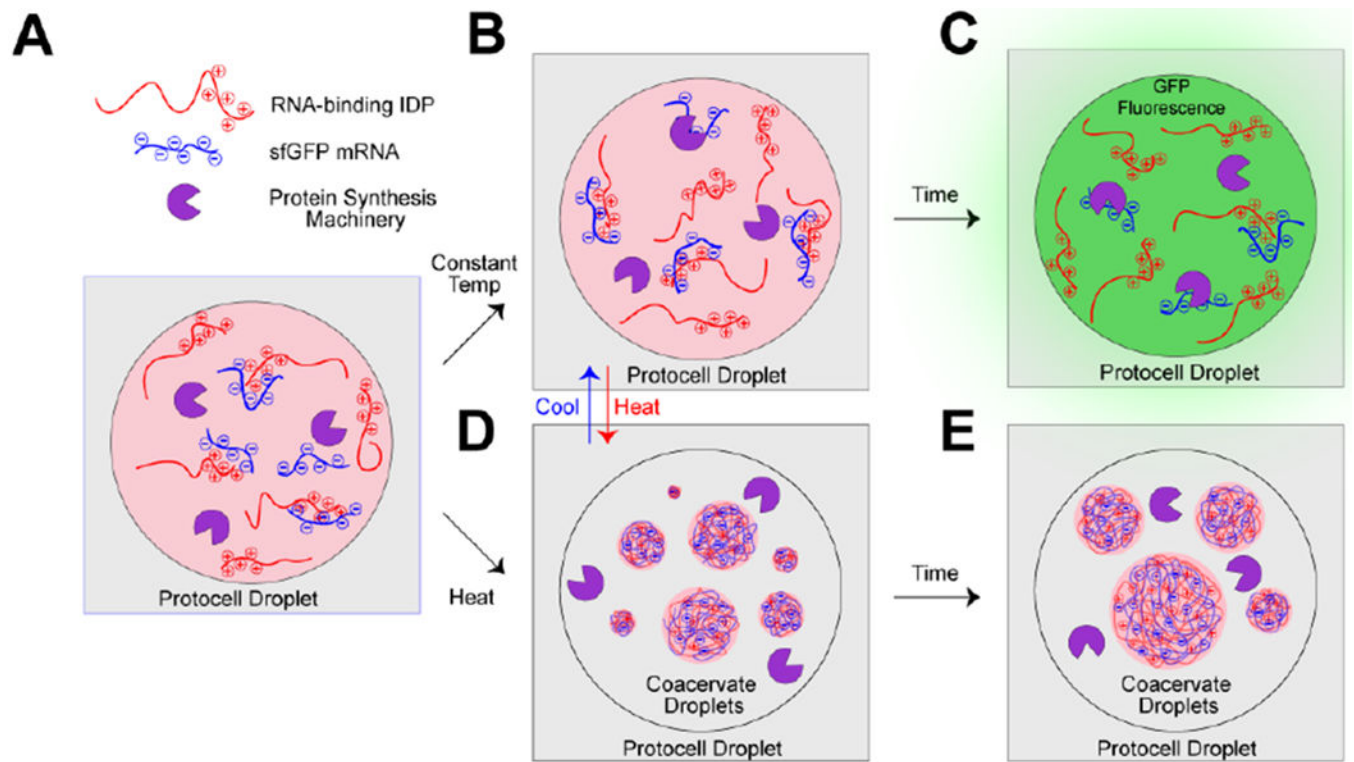 A
RNA-binding IDP
sfGFP mRNA
Protein Synthesis
Machinery
Protocell Droplet
Constant
Temp
Heat
B
Protocell Droplet
Cool
Heat
Time
C
GFP
Fluorescence
Protocell Droplet
D
Coacervate
Droplets
Protocell Droplet
Time
E
Coacervate
Droplets
Protocell Droplet